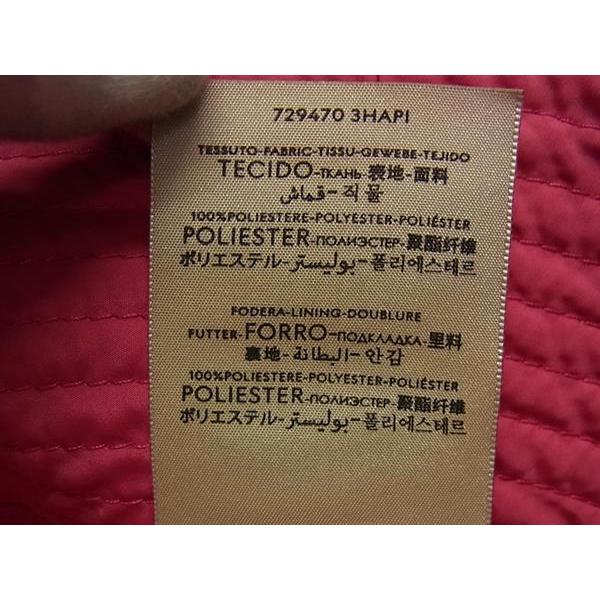 729470 3HAPI
TESSUTO-FABRIC-TISSU-GEWEBE-TEJIDO
TECIDO-ТКАНЬ-表地-面料
قماش-직물
100%POLIESTERE-POLYESTER-POLIÉSTER
POLIESTER-ПОЛИЭСТЕР-聚酯纤维
ポリエステル-بوليستر-폴리에스테르
FODERA-LINING-DOUBLURE
FUTTER-FORRO-ПОДКЛАДКА-里料
裏地-البطانة-안감
100%POLIESTERE-POLYESTER-POLIÉSTER
POLIESTER-ПОЛИЭСТЕР-聚酯纤维
ポリエステル-بوليستر-폴리에스테르